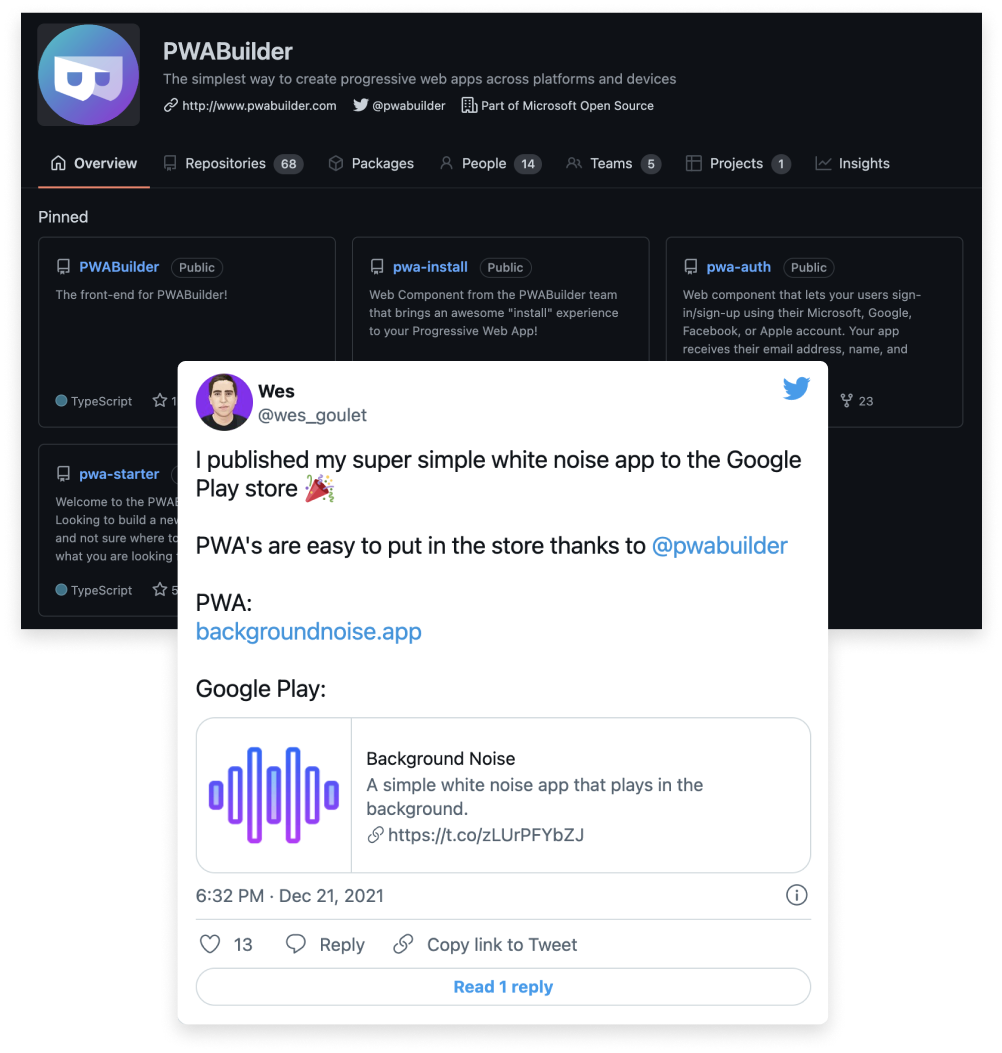 PWABuilder
The simplest way to create progressive web apps across platforms and devices
http://www.pwabuilder.com @pwabuilder Part of Microsoft Open Source
Overview Repositories 68 Packages People 14 Teams 5 Projects 1 Insights
Pinned
PWABuilder Public
The front-end for PWABuilder!
TypeScript 1
pwa-install Public
Web Component from the PWABuilder team
that brings an awesome "install" experience
to your Progressive Web App!
pwa-auth Public
Web component that lets your users sign-
in/sign-up using their Microsoft, Google,
Facebook, or Apple account. Your app
receives their email address, name, and
23
pwa-starter
Welcome to the
Looking to build a
and not sure where to
what you are looking
TypeScript 5
Wes
@wes_goulet
I published my super simple white noise app to the Google
Play store 🎉
PWA's are easy to put in the store thanks to @pwabuilder
PWA:
backgroundnoise.app
Google Play:
Background Noise
A simple white noise app that plays in the
background.
https://t.co/zLUrPFYbZJ
6:32 PM · Dec 21, 2021
13 Reply Copy link to Tweet
Read 1 reply